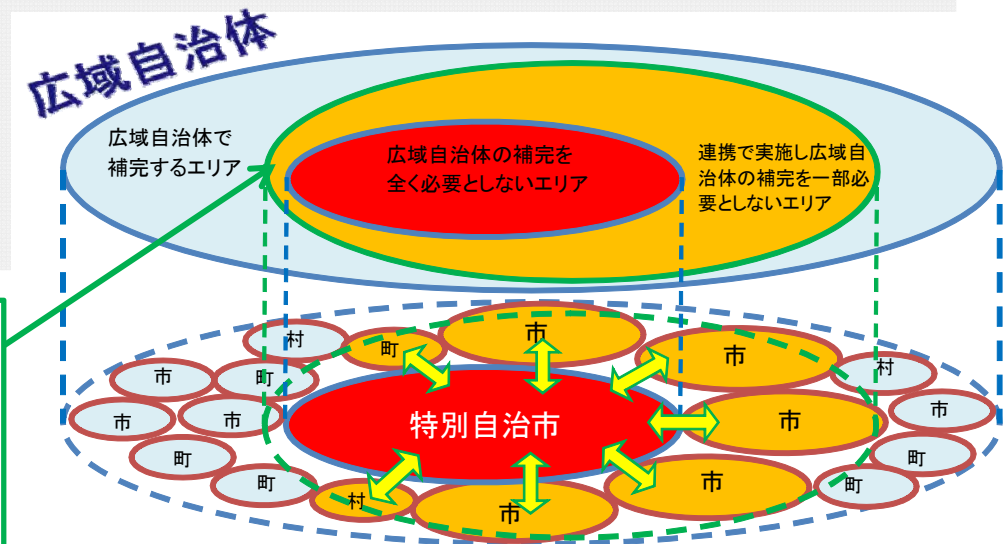 広域自治体
広域自治体で
補完するエリア
広域自治体の補完を
全く必要としないエリア
連携で実施し広域自
治体の補完を一部必
要としないエリア
村
町
市
市
村
市
町
市
市
市
特別自治市
市
市
町
町
村
市
市
町
町